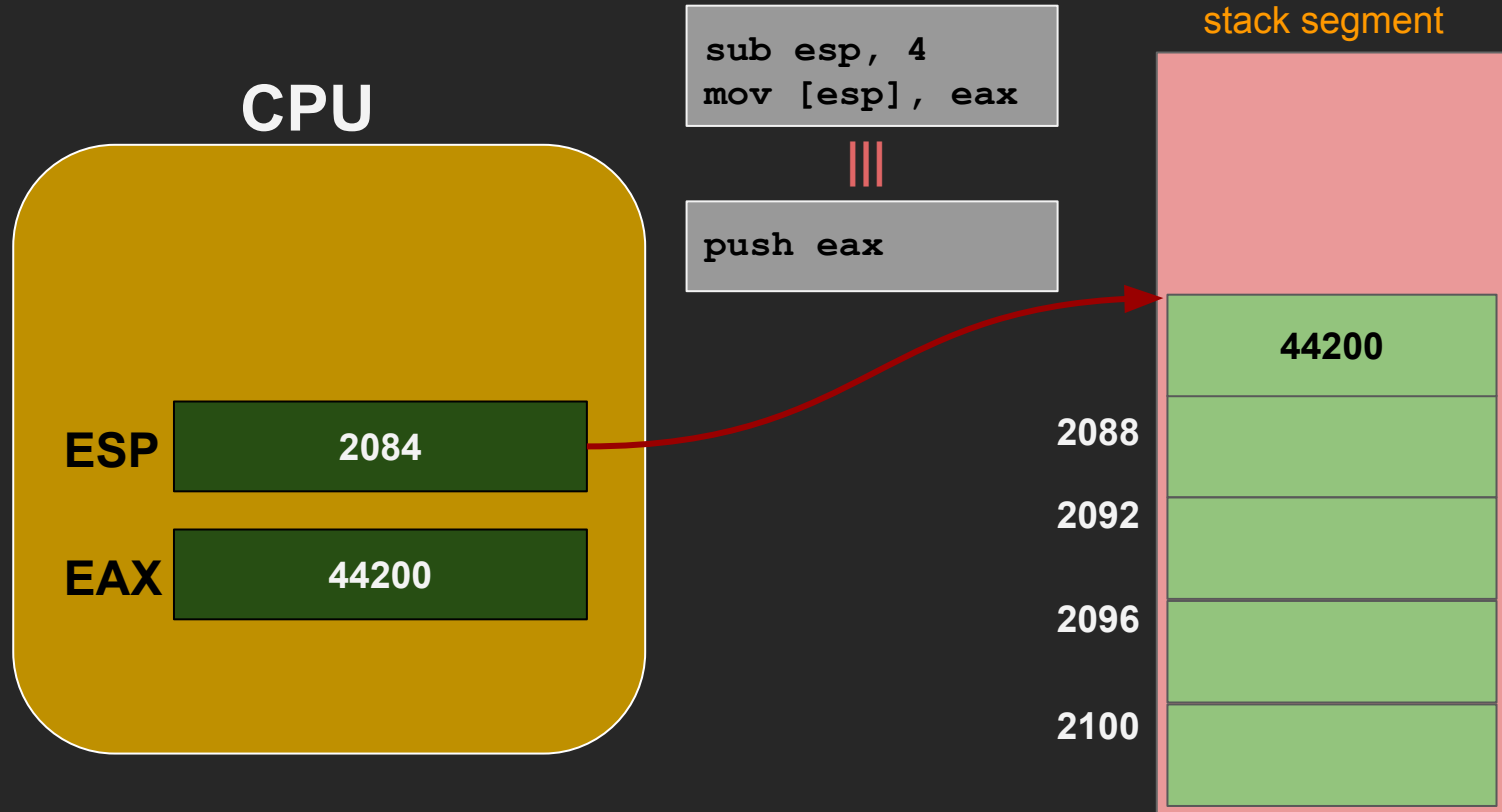 stack segment
sub esp, 4
mov [esp], eax
CPU
|||
push eax
44200
ESP
2084
2088
2092
EAX
44200
2096
2100